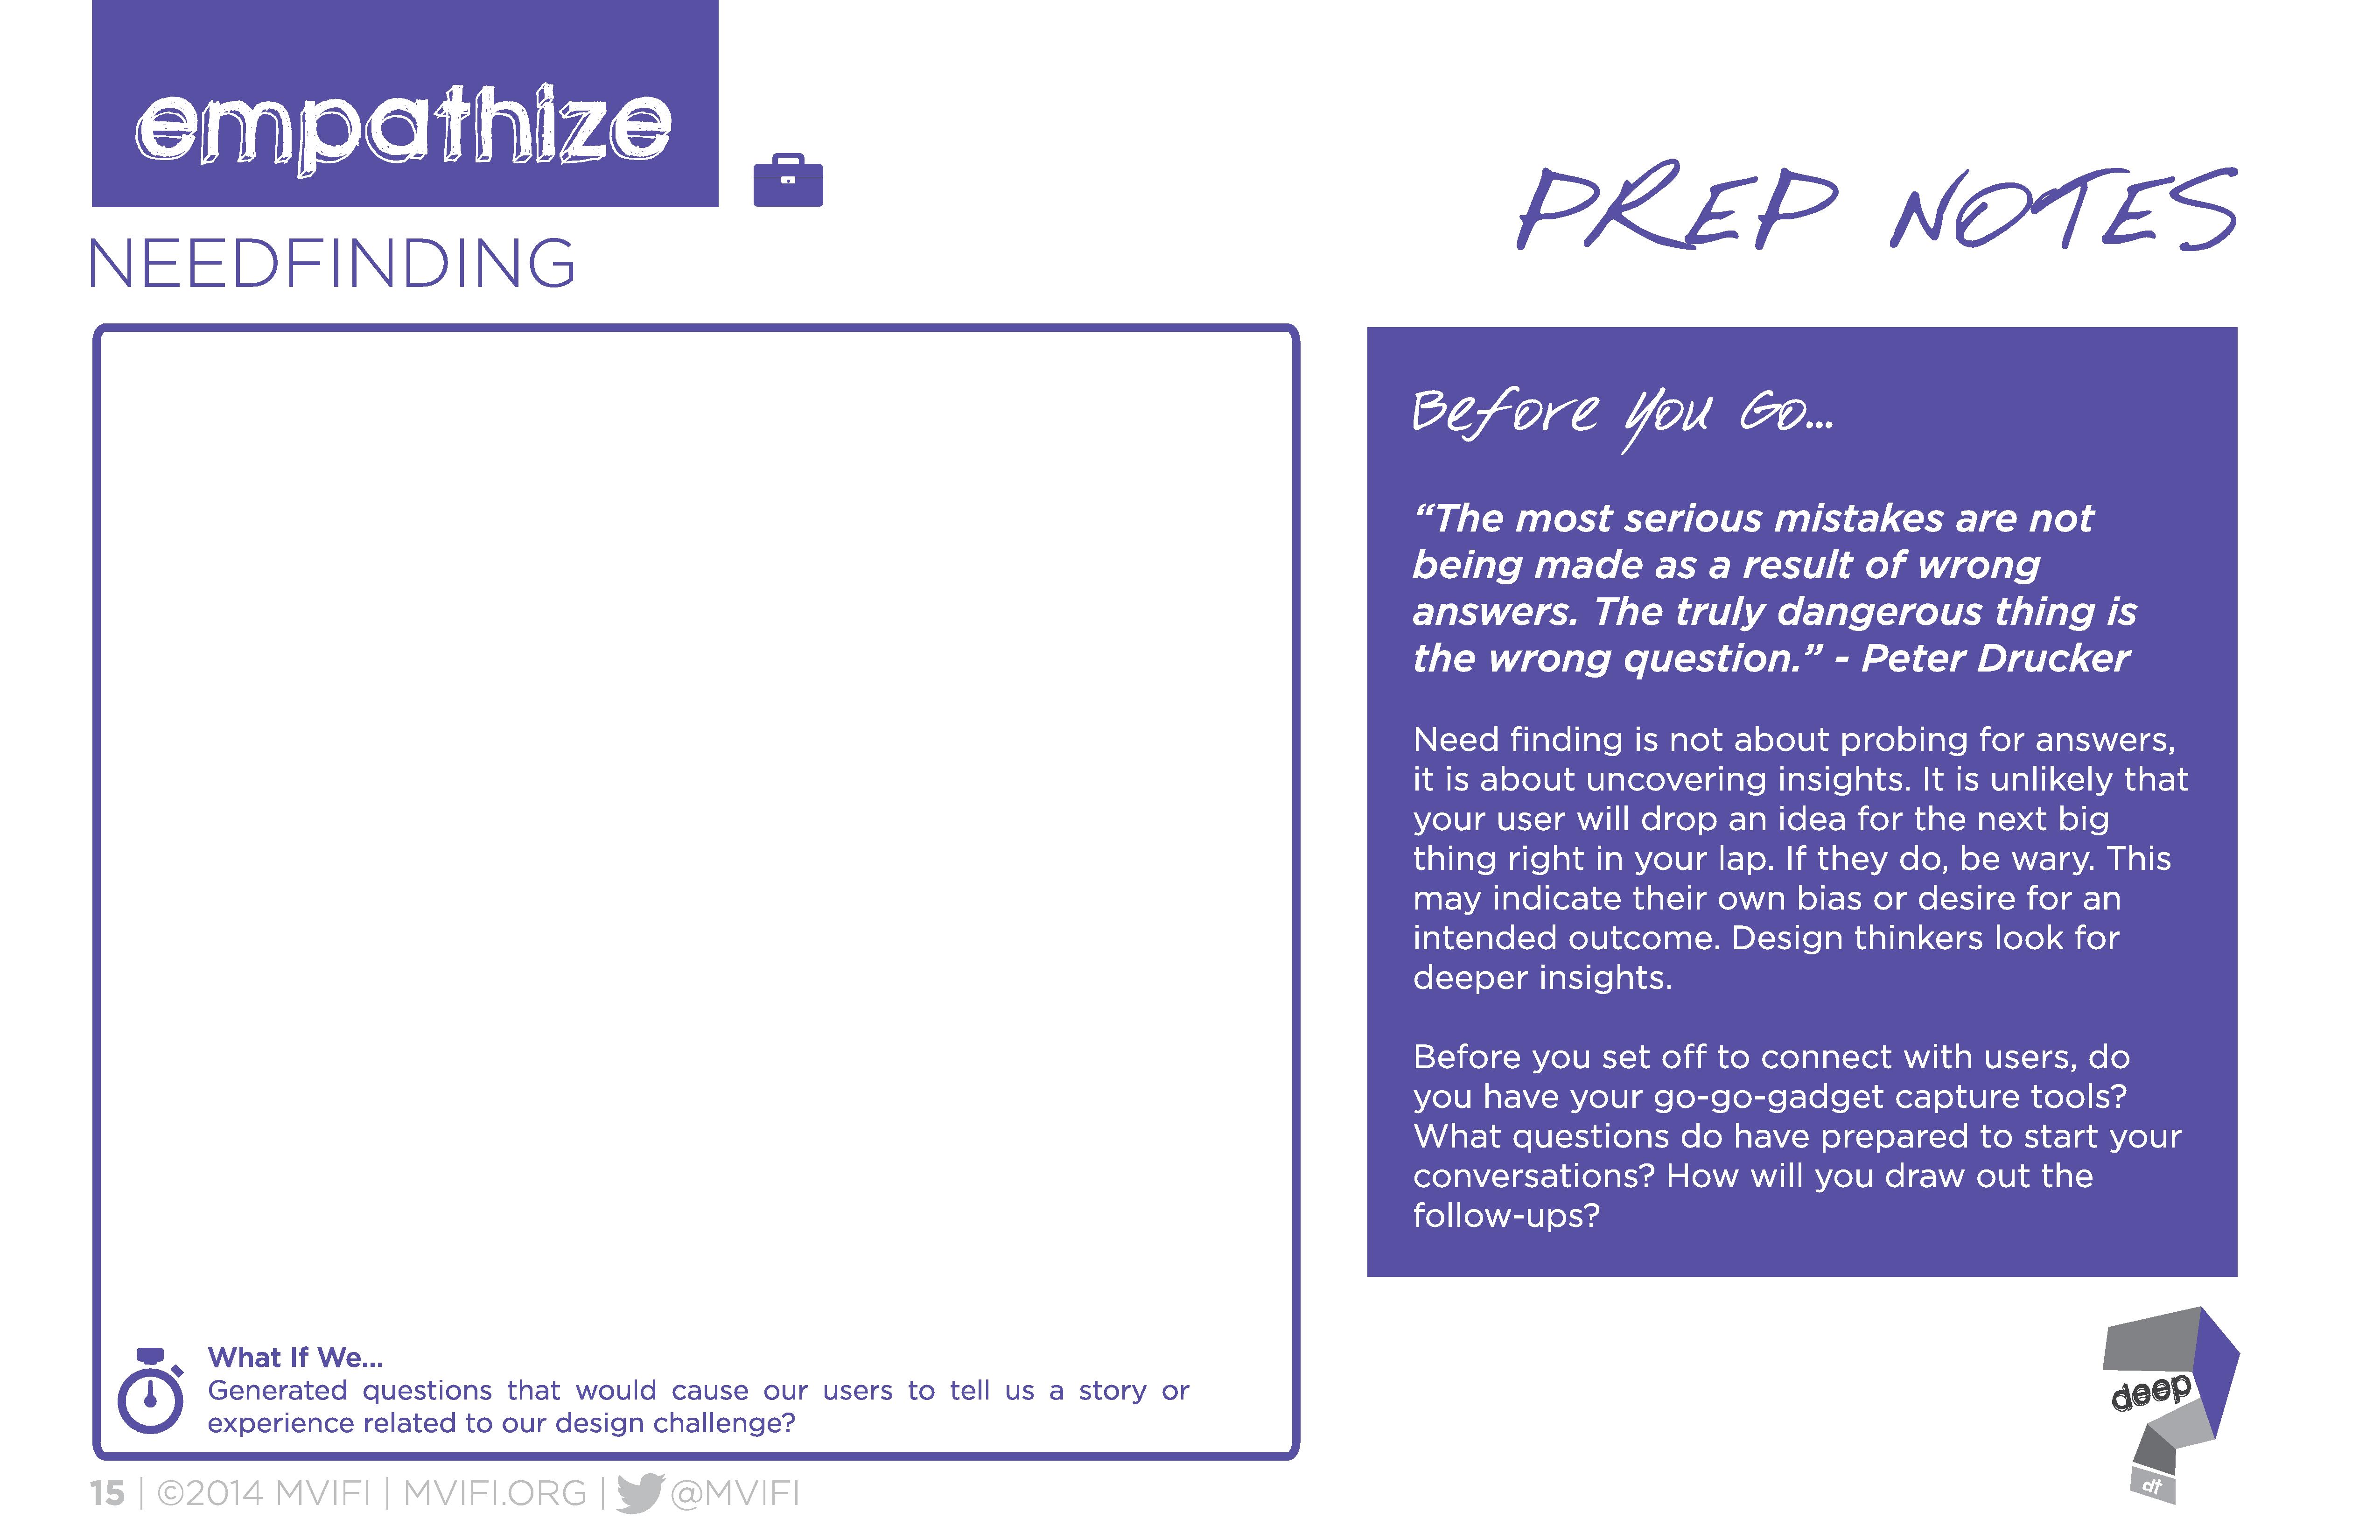 empathize
NEEDFINDING
PREP NOTES
Before You Go...
“The most serious mistakes are not
being made as a result of wrong
answers. The truly dangerous thing is
the wrong question.” - Peter Drucker
Need finding is not about probing for answers,
it is about uncovering insights. It is unlikely that
your user will drop an idea for the next big
thing right in your lap. If they do, be wary. This
may indicate their own bias or desire for an
intended outcome. Design thinkers look for
deeper insights.
Before you set off to connect with users, do
you have your go-go-gadget capture tools?
What questions do have prepared to start your
conversations? How will you draw out the
follow-ups?
What If We...
Generated questions that would cause our users to tell us a story or
experience related to our design challenge?
15 | ©2014 MVIFI | MVIFI.ORG | @MVIFI
deep
dt